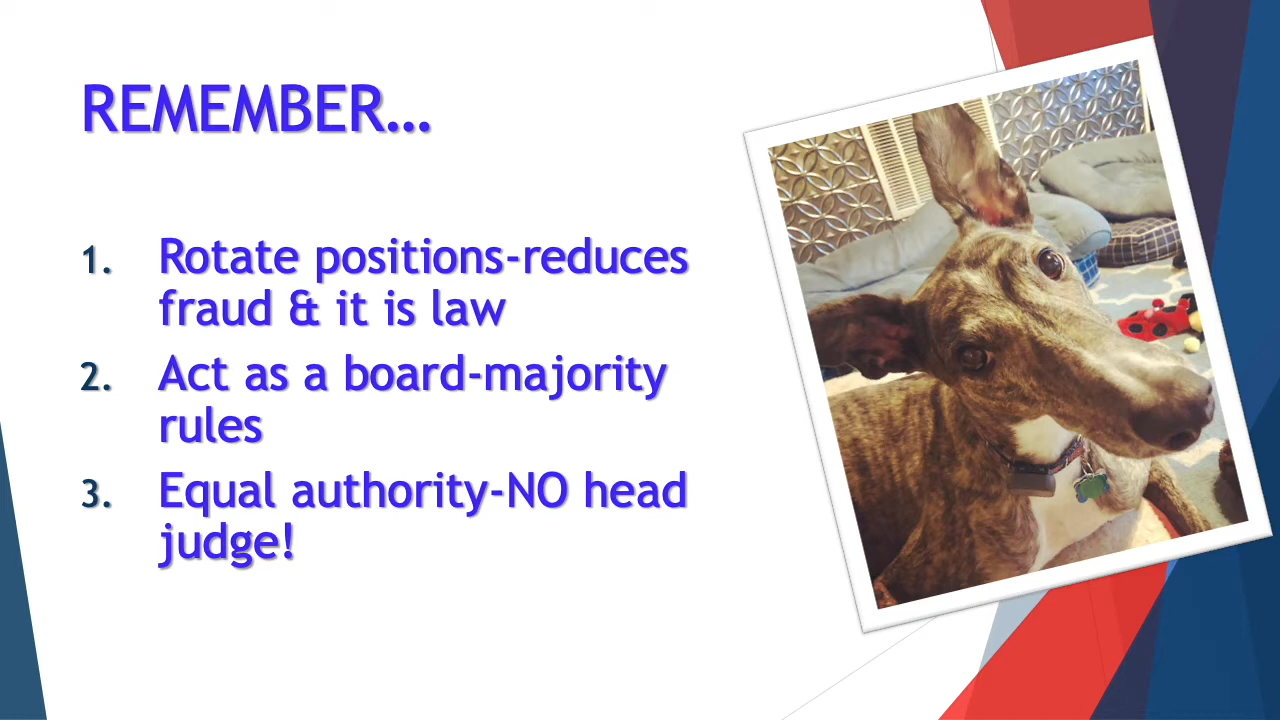 REMEMBER...
1. Rotate positions-reduces
fraud & it is law
2. Act as a board-majority
rules
3. Equal authority-NO head
judge!